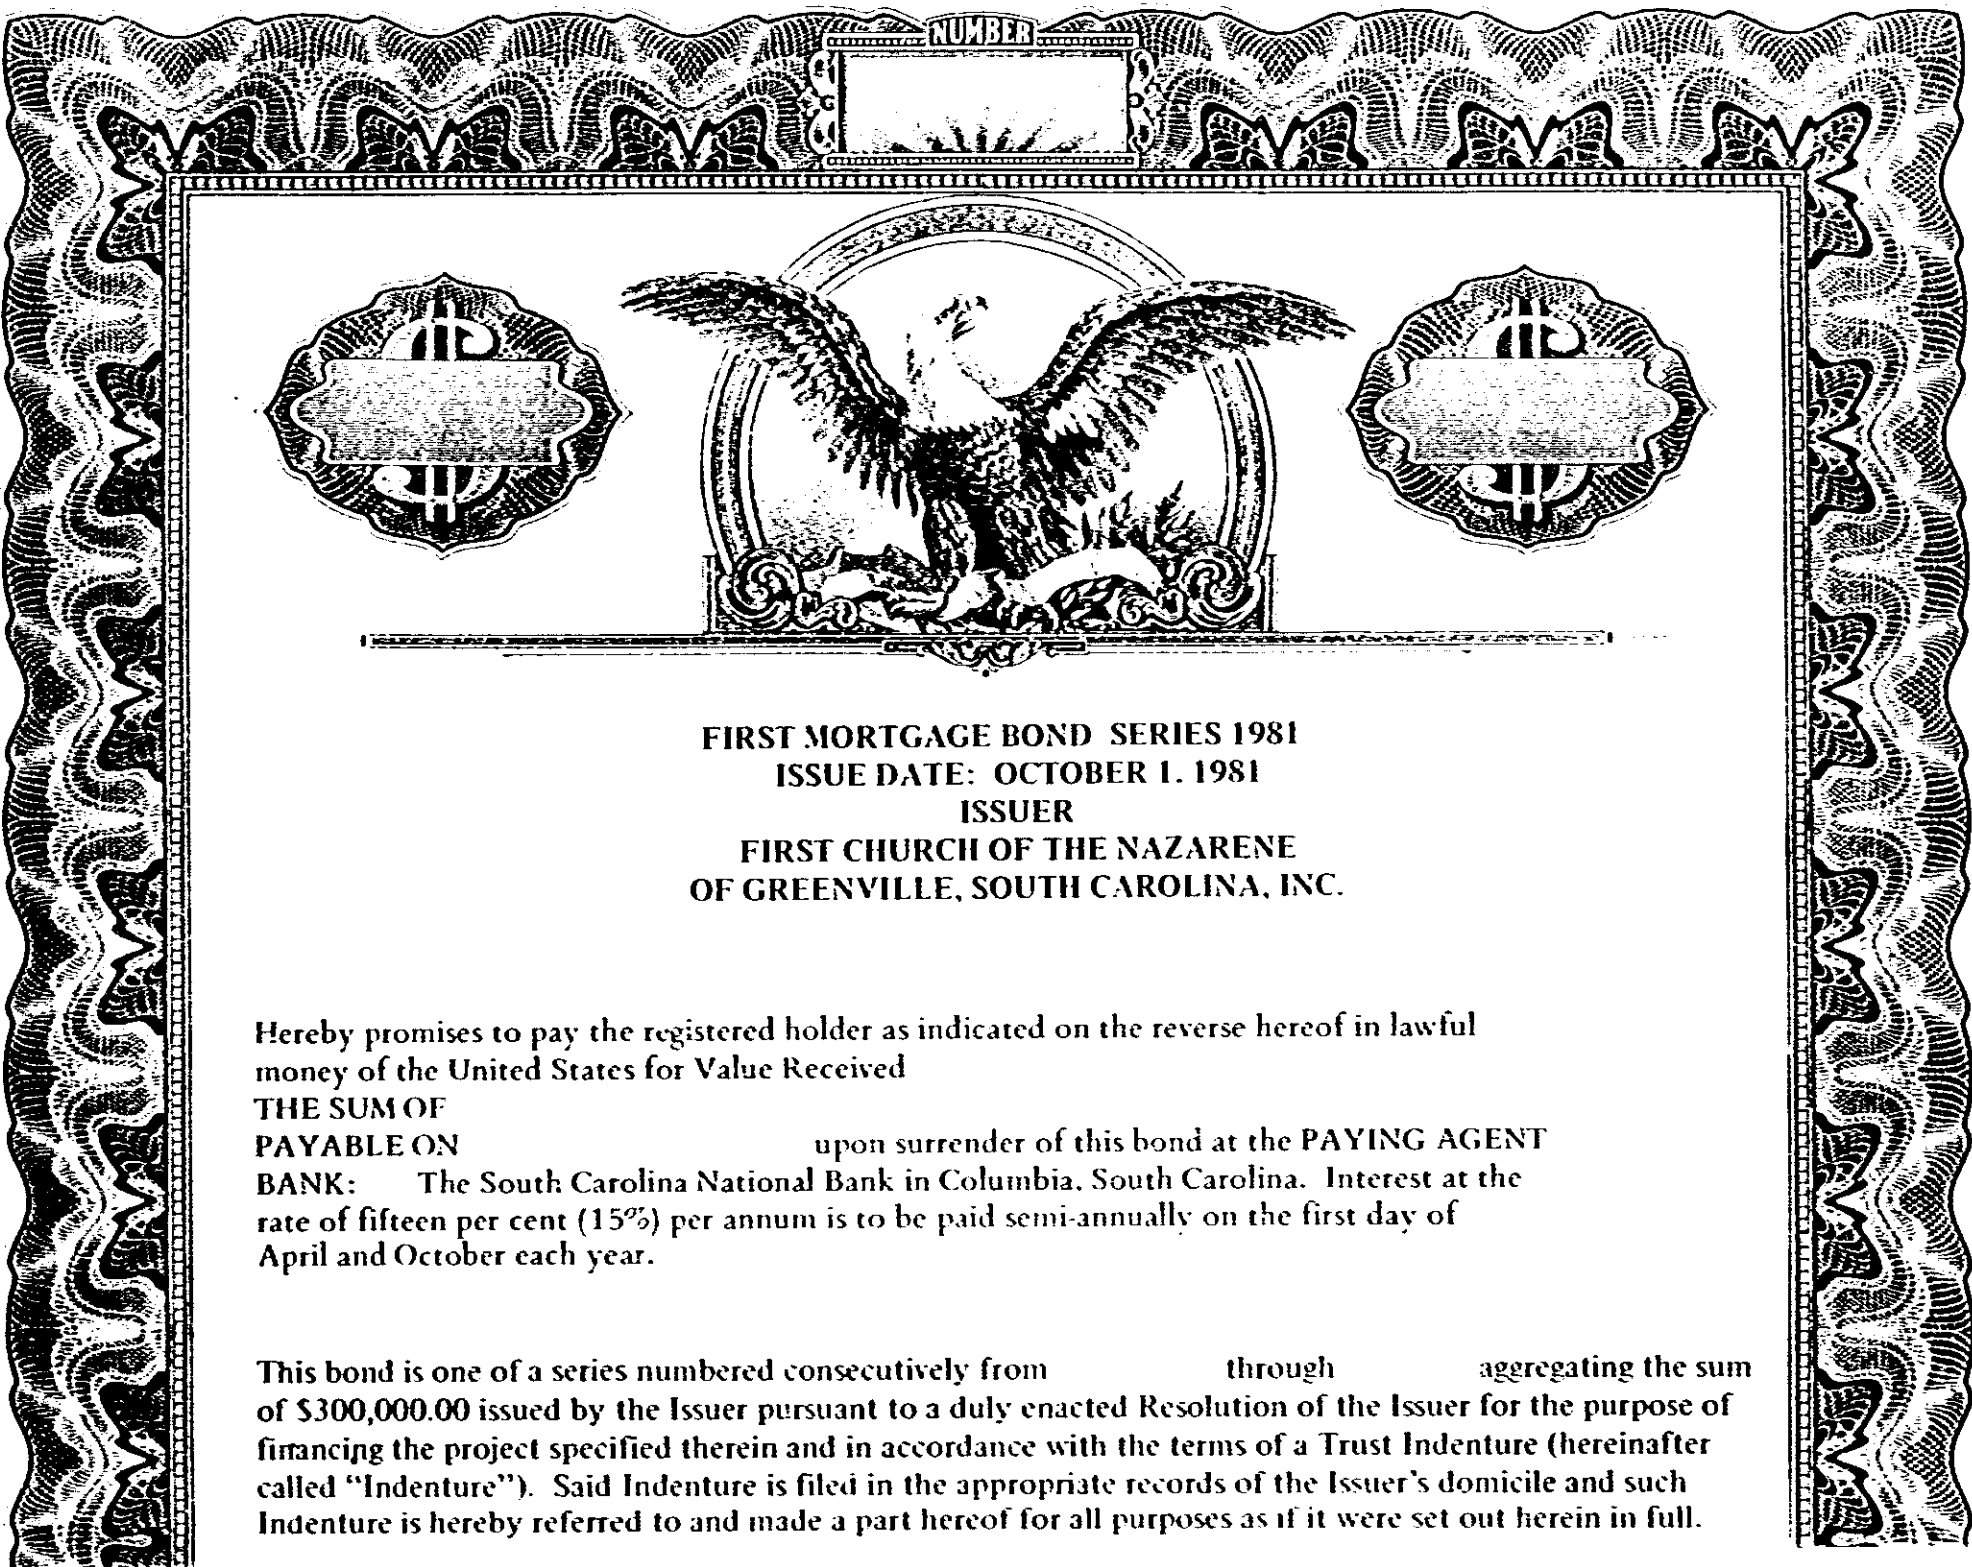 NUMBER
FIRST MORTGAGE BOND SERIES 1981
ISSUE DATE: OCTOBER 1. 1981
ISSUER
FIRST CHURCH OF THE NAZARENE
OF GREENVILLE, SOUTH CAROLINA, INC.
Hereby promises to pay the registered holder as indicated on the reverse hereof in lawful
money of the United States for Value Received
THE SUM OF
PAYABLE ON upon surrender of this bond at the PAYING AGENT
BANK: The South Carolina National Bank in Columbia, South Carolina. Interest at the
rate of fifteen per cent (15%) per annum is to be paid semi-annually on the first day of
April and October each year.
This bond is one of a series numbered consecutively from through aggregating the sum
of $300,000.00 issued by the Issuer pursuant to a duly enacted Resolution of the Issuer for the purpose of
financing the project specified therein and in accordance with the terms of a Trust Indenture (hereinafter
called "Indenture"). Said Indenture is filed in the appropriate records of the Issuer's domicile and such
Indenture is hereby referred to and made a part hereof for all purposes as if it were set out herein in full.